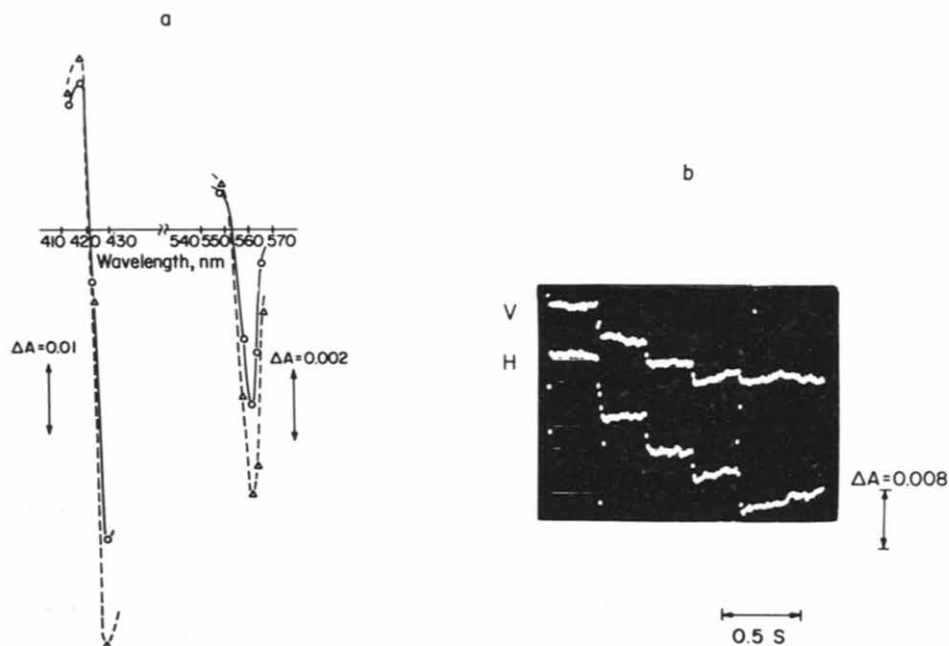 a
410 420 430 540 550 560 570
Wavelength, nm
ΔA=0.01
ΔA=0.002
b
V
H
ΔA=0.008
0.5 S